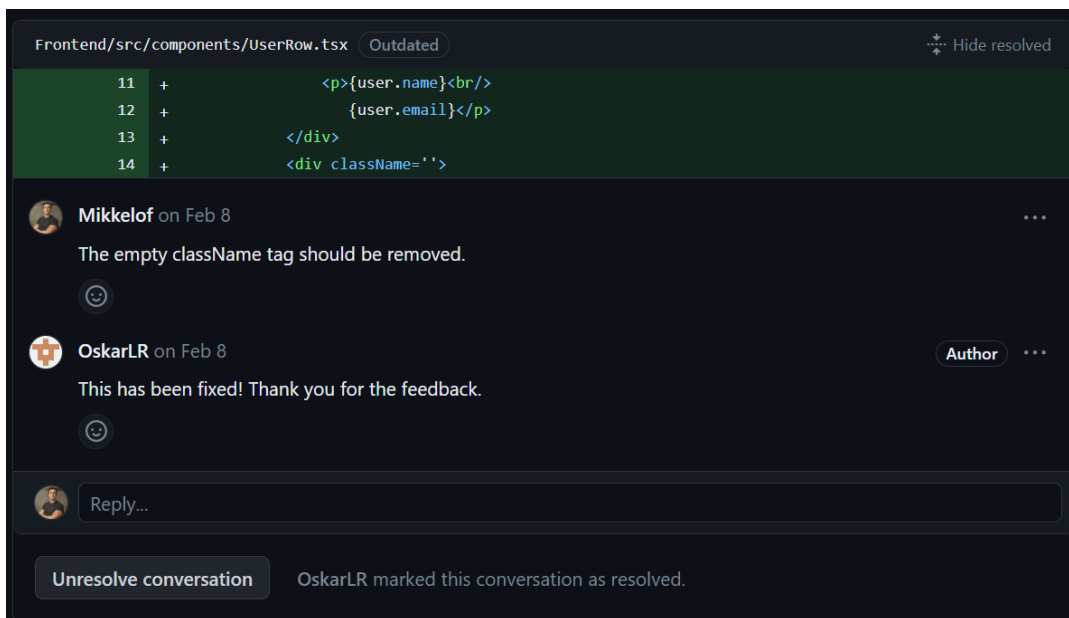 Frontend/src/components/UserRow.tsx Outdated Hide resolved
11 + <p>{user.name}<br/>
12 + {user.email}</p>
13 + </div>
14 + <div className=''>
Mikkelof on Feb 8
The empty className tag should be removed.
OskarLR on Feb 8 Author
This has been fixed! Thank you for the feedback.
Reply...
Unresolve conversation OskarLR marked this conversation as resolved.